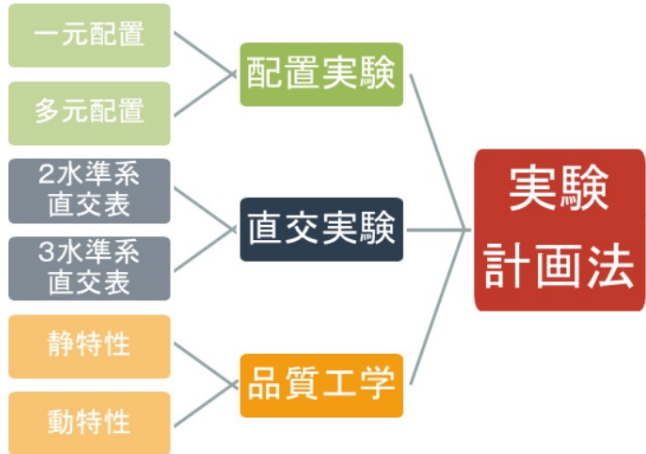 一元配置
多元配置
配置実験
2水準系
直交表
3水準系
直交表
直交実験
静特性
動特性
品質工学
実験
計画法